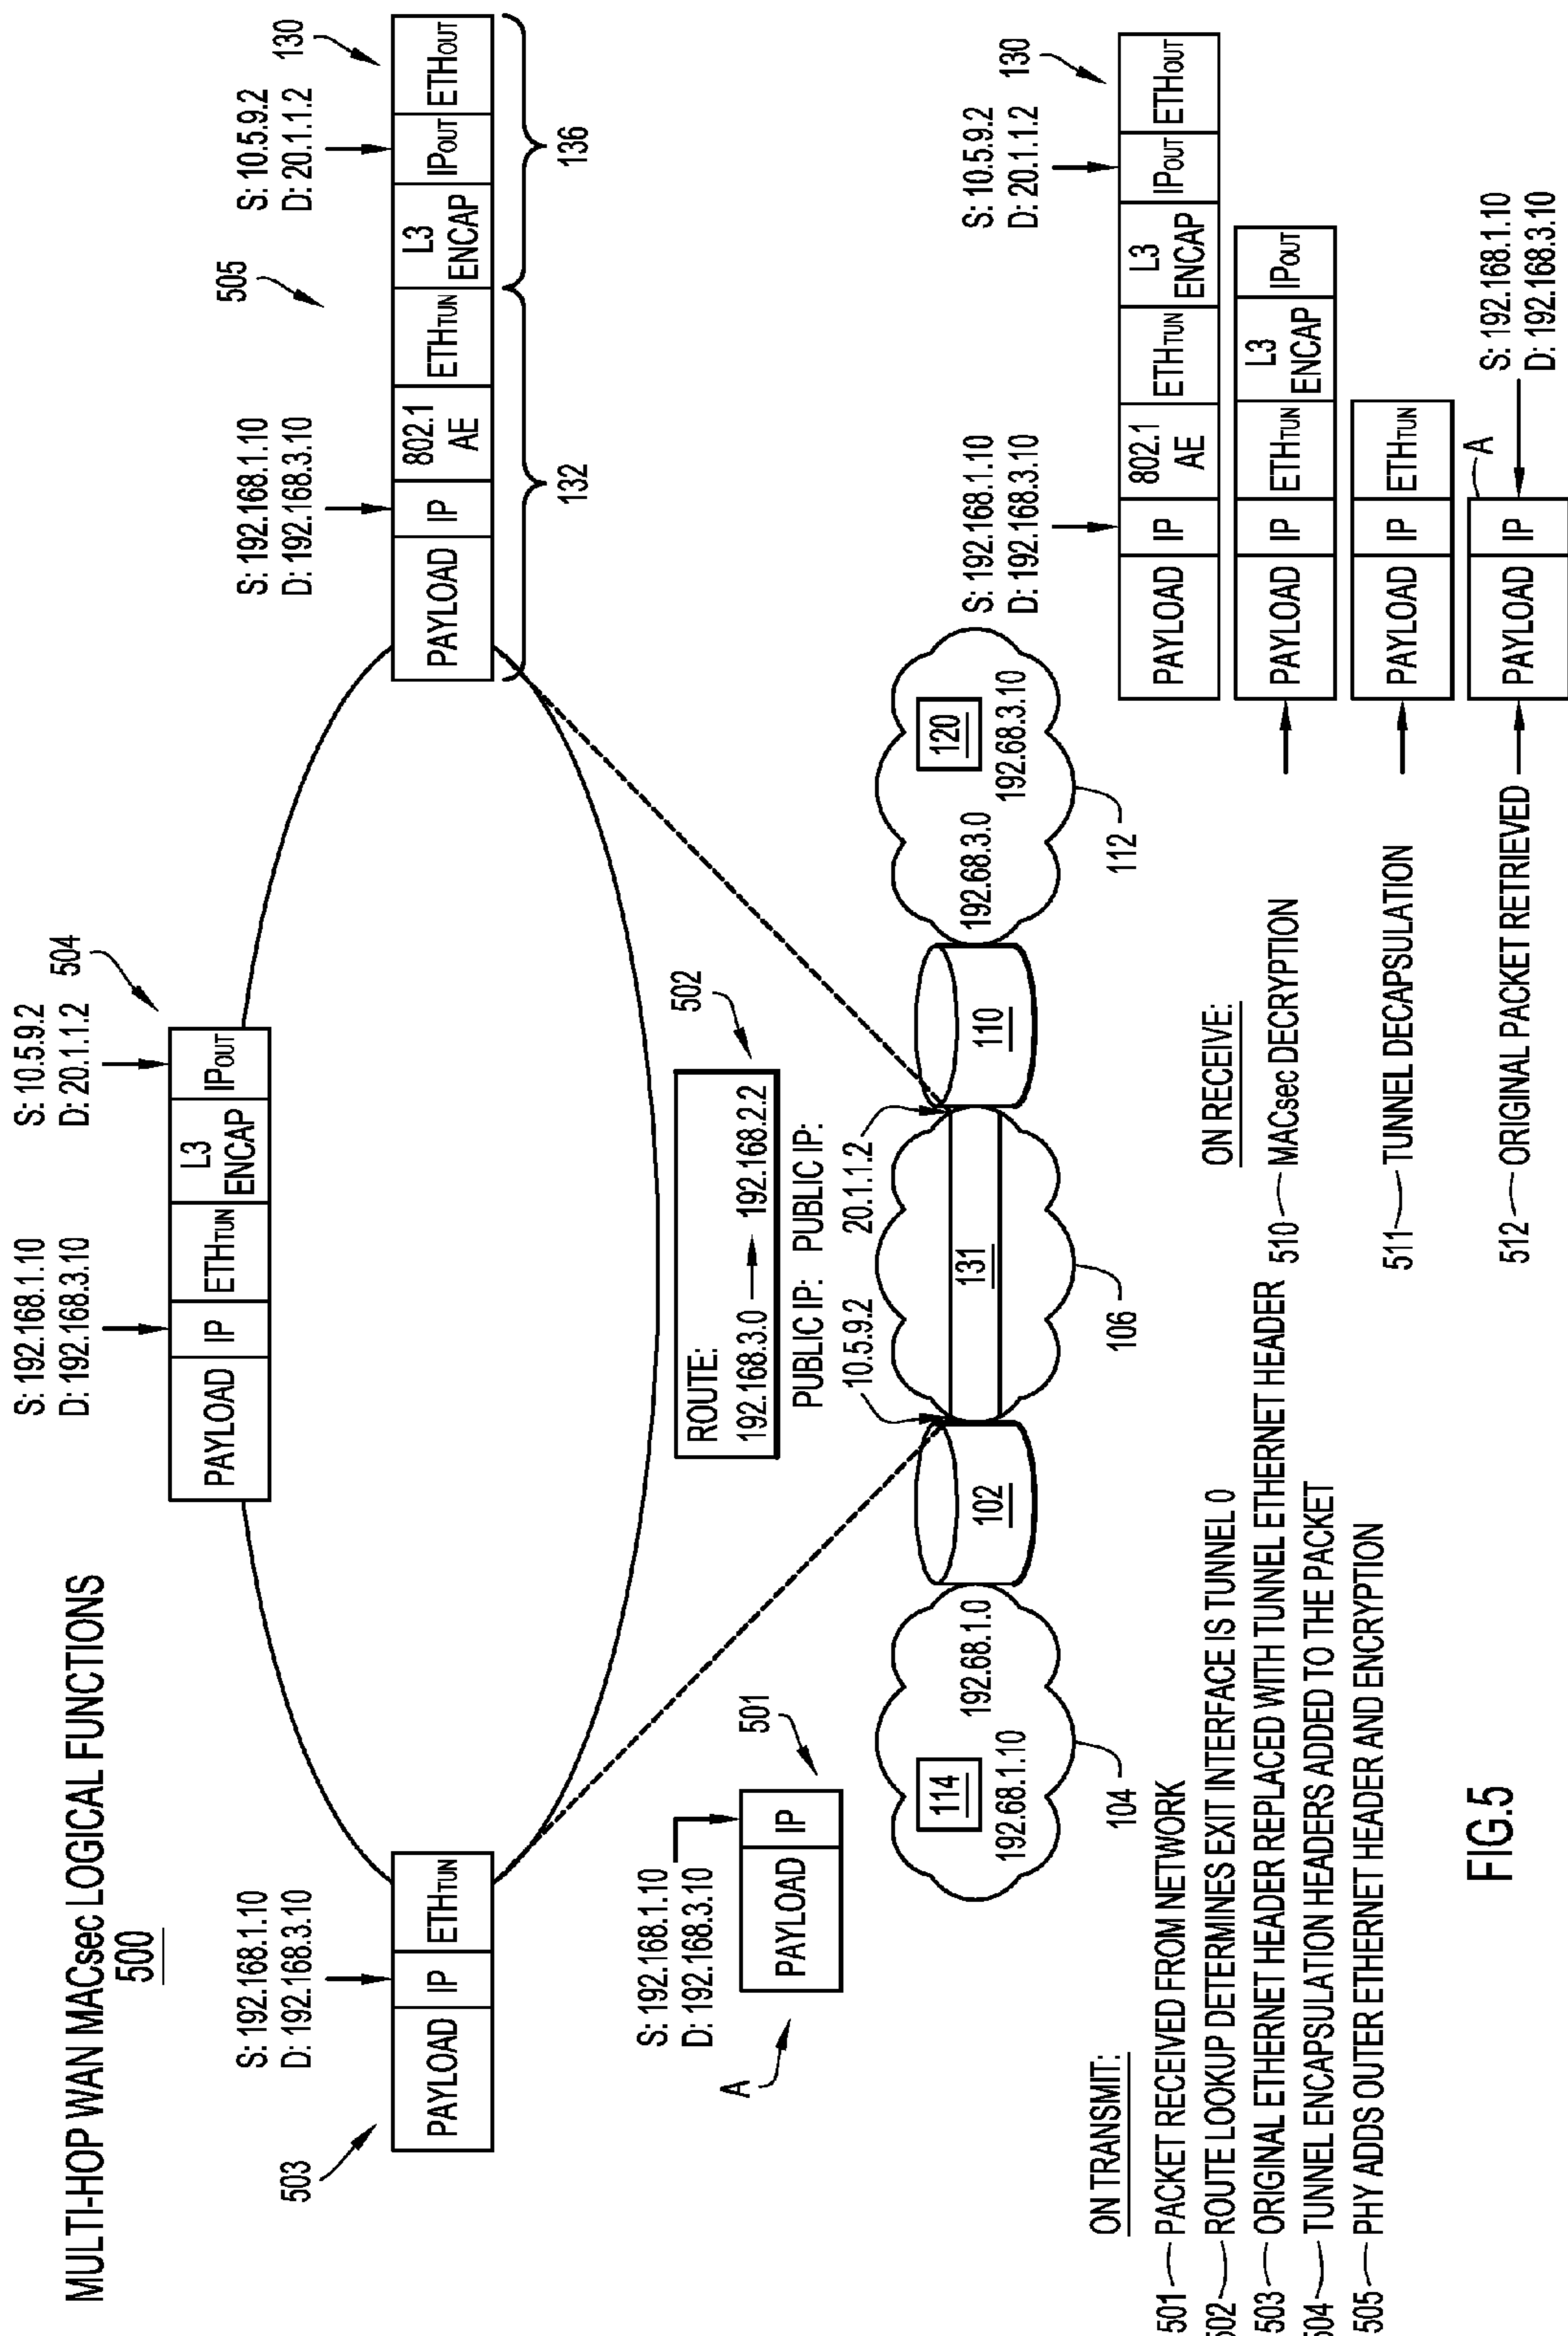 MULTI-HOP WAN MACsec LOGICAL FUNCTIONS
500
S: 192.168.1.10
D: 192.168.3.10
PAYLOAD
IP
ETHTUN
503
S: 192.168.1.10
D: 192.168.3.10
S: 10.5.9.2
D: 20.1.1.2
504
PAYLOAD
IP
ETHTUN
L3
ENCAP
IPOUT
S: 192.168.1.10
D: 192.168.3.10
505
S: 10.5.9.2
D: 20.1.1.2
130
PAYLOAD
IP
802.1
AE
ETHTUN
L3
ENCAP
IPOUT
ETHOUT
132
136
ROUTE:
192.168.3.0
192.168.2.2
502
S: 192.168.1.10
D: 192.168.3.10
PAYLOAD
IP
501
A
PUBLIC IP:
10.5.9.2
PUBLIC IP:
20.1.1.2
114
192.68.1.10
192.68.1.0
104
102
131
106
110
192.68.3.0
120
192.68.3.10
112
ON TRANSMIT:
501 PACKET RECEIVED FROM NETWORK
502 ROUTE LOOKUP DETERMINES EXIT INTERFACE IS TUNNEL 0
503 ORIGINAL ETHERNET HEADER REPLACED WITH TUNNEL ETHERNET HEADER
504 TUNNEL ENCAPSULATION HEADERS ADDED TO THE PACKET
505 PHY ADDS OUTER ETHERNET HEADER AND ENCRYPTION
ON RECEIVE:
510 MACsec DECRYPTION
511 TUNNEL DECAPSULATION
512 ORIGINAL PACKET RETRIEVED
S: 192.168.1.10
D: 192.168.3.10
S: 10.5.9.2
D: 20.1.1.2
130
PAYLOAD
IP
802.1
AE
ETHTUN
L3
ENCAP
IPOUT
ETHOUT
PAYLOAD
IP
ETHTUN
L3
ENCAP
IPOUT
PAYLOAD
IP
ETHTUN
A
PAYLOAD
IP
S: 192.168.1.10
D: 192.168.3.10
FIG.5